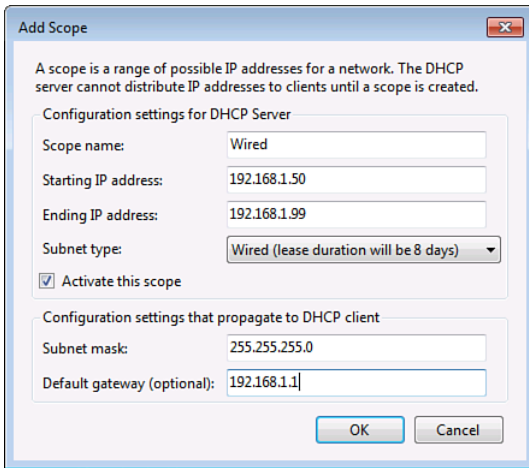 Add Scope
A scope is a range of possible IP addresses for a network. The DHCP
server cannot distribute IP addresses to clients until a scope is created.
Configuration settings for DHCP Server
Scope name: Wired
Starting IP address: 192.168.1.50
Ending IP address: 192.168.1.99
Subnet type: Wired (lease duration will be 8 days)
Activate this scope
Configuration settings that propagate to DHCP client
Subnet mask: 255.255.255.0
Default gateway (optional): 192.168.1.1
OK Cancel